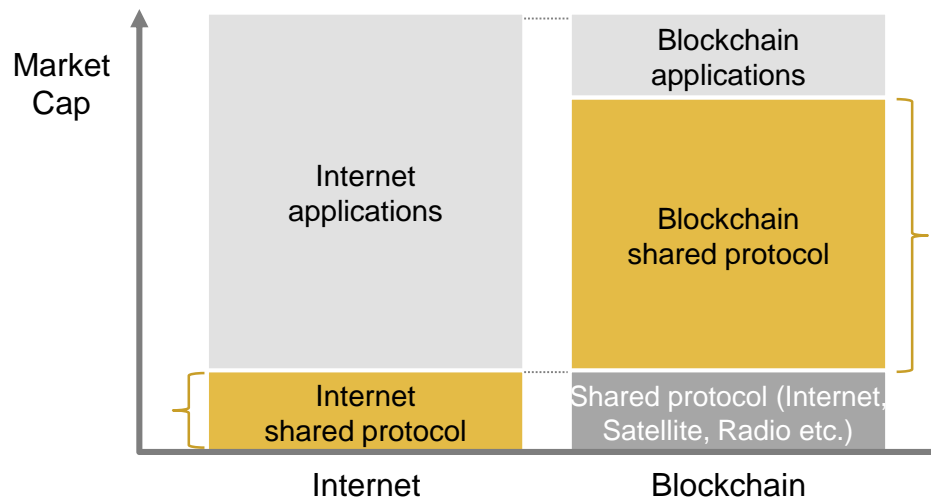 Market
Cap
Internet
applications
Internet
shared protocol
Blockchain
applications
Blockchain
shared protocol
Shared protocol (Internet,
Satellite, Radio etc.)
Internet
Blockchain